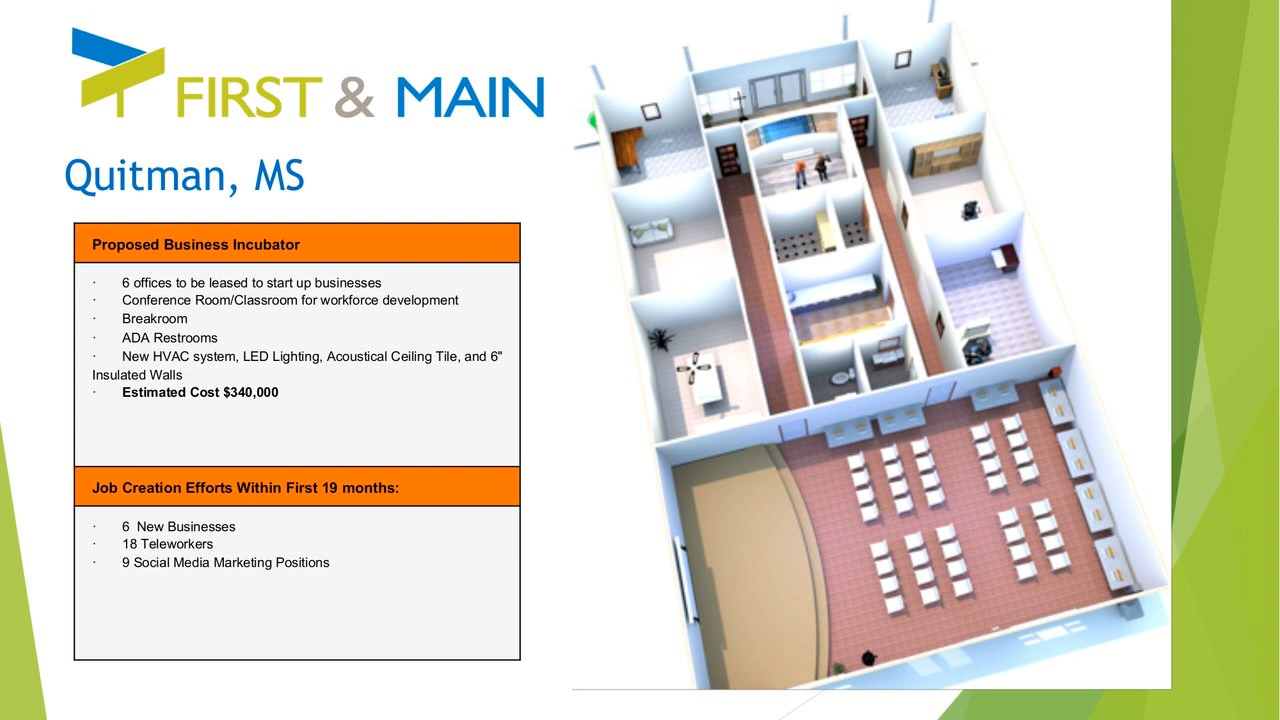 FIRST & MAIN
Quitman, MS
Proposed Business Incubator
· 6 offices to be leased to start up businesses
· Conference Room/Classroom for workforce development
· Breakroom
· ADA Restrooms
· New HVAC system, LED Lighting, Acoustical Ceiling Tile, and 6"
Insulated Walls
· Estimated Cost $340,000
Job Creation Efforts Within First 19 months:
· 6  New Businesses
· 18 Teleworkers
· 9 Social Media Marketing Positions